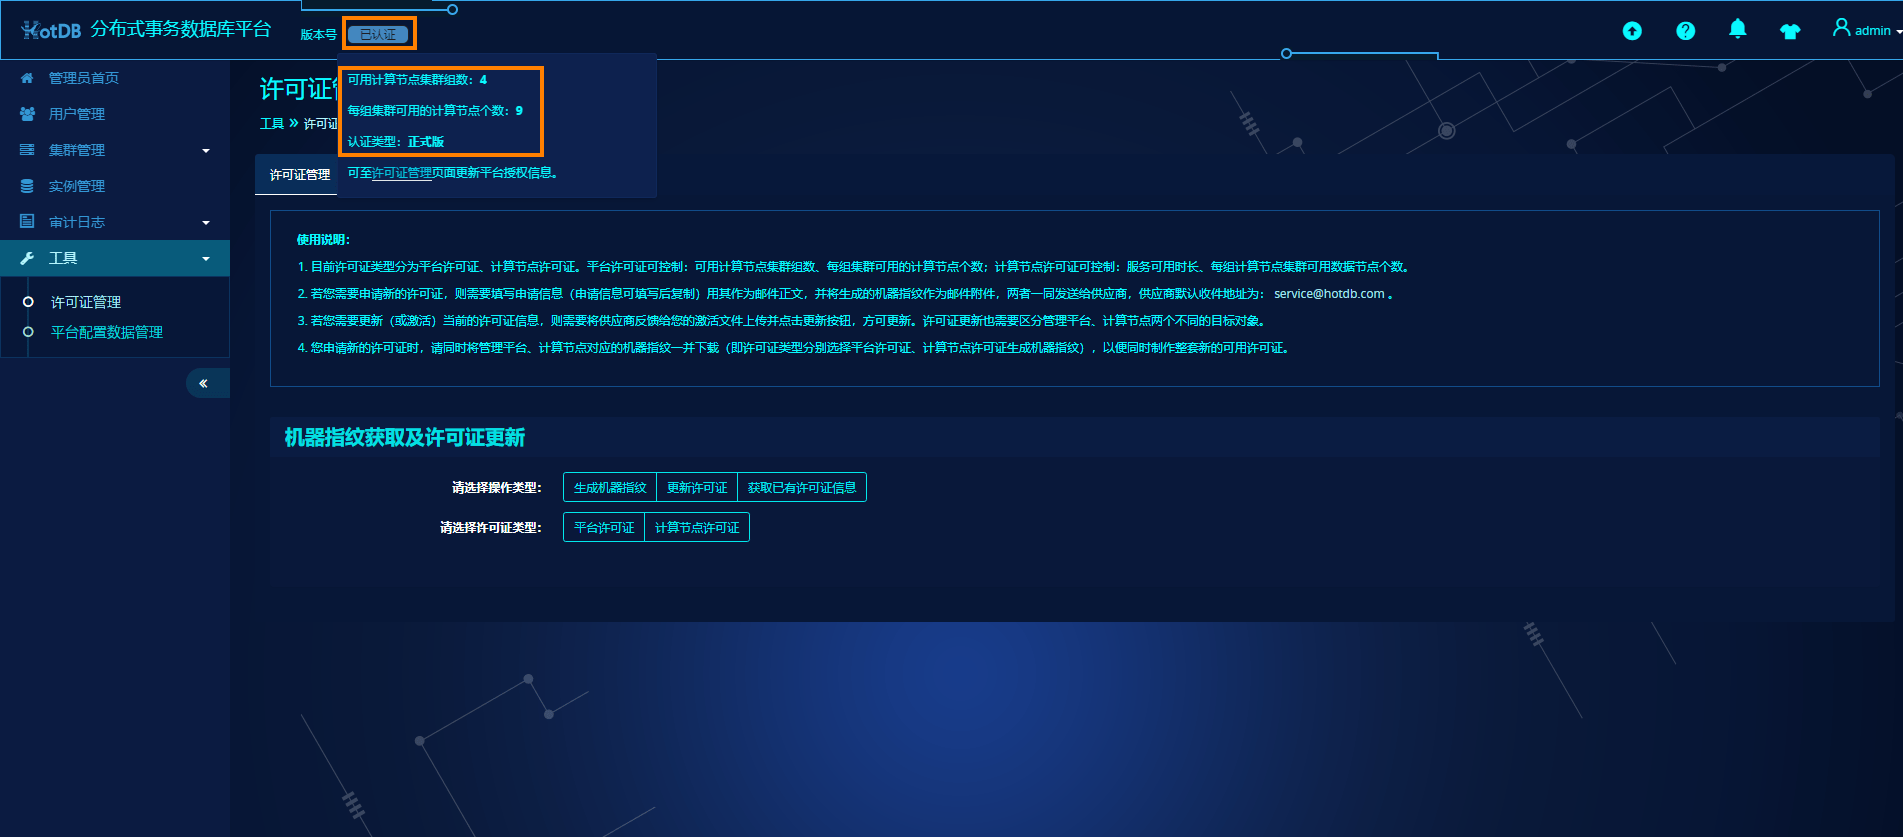 HotDB 分布式事务数据库平台
版本号 已认证
admin
管理员首页
用户管理
集群管理
实例管理
审计日志
工具
许可证管理
平台配置数据管理
许可证
工具 » 许可证
可用计算节点集群组数：4
每组集群可用的计算节点个数：9
认证类型：正式版
可至许可证管理页面更新平台授权信息。
许可证管理
使用说明：
1. 目前许可证类型分为平台许可证、计算节点许可证。平台许可证可控制：可用计算节点集群组数、每组集群可用的计算节点个数；计算节点许可证可控制：服务可用时长、每组计算节点集群可用数据节点个数。
2. 若您需要申请新的许可证，则需要填写申请信息（申请信息可填写后复制）用其作为邮件正文，并将生成的机器指纹作为邮件附件，两者一同发送给供应商，供应商默认收件地址为： service@hotdb.com 。
3. 若您需要更新（或激活）当前的许可证信息，则需要将供应商反馈给您的激活文件上传并点击更新按钮，方可更新。许可证更新也需要区分管理平台、计算节点两个不同的目标对象。
4. 您申请新的许可证时，请同时将管理平台、计算节点对应的机器指纹一并下载（即许可证类型分别选择平台许可证、计算节点许可证生成机器指纹），以便同时制作整套新的可用许可证。
机器指纹获取及许可证更新
请选择操作类型： 生成机器指纹 更新许可证 获取已有许可证信息
请选择许可证类型： 平台许可证 计算节点许可证